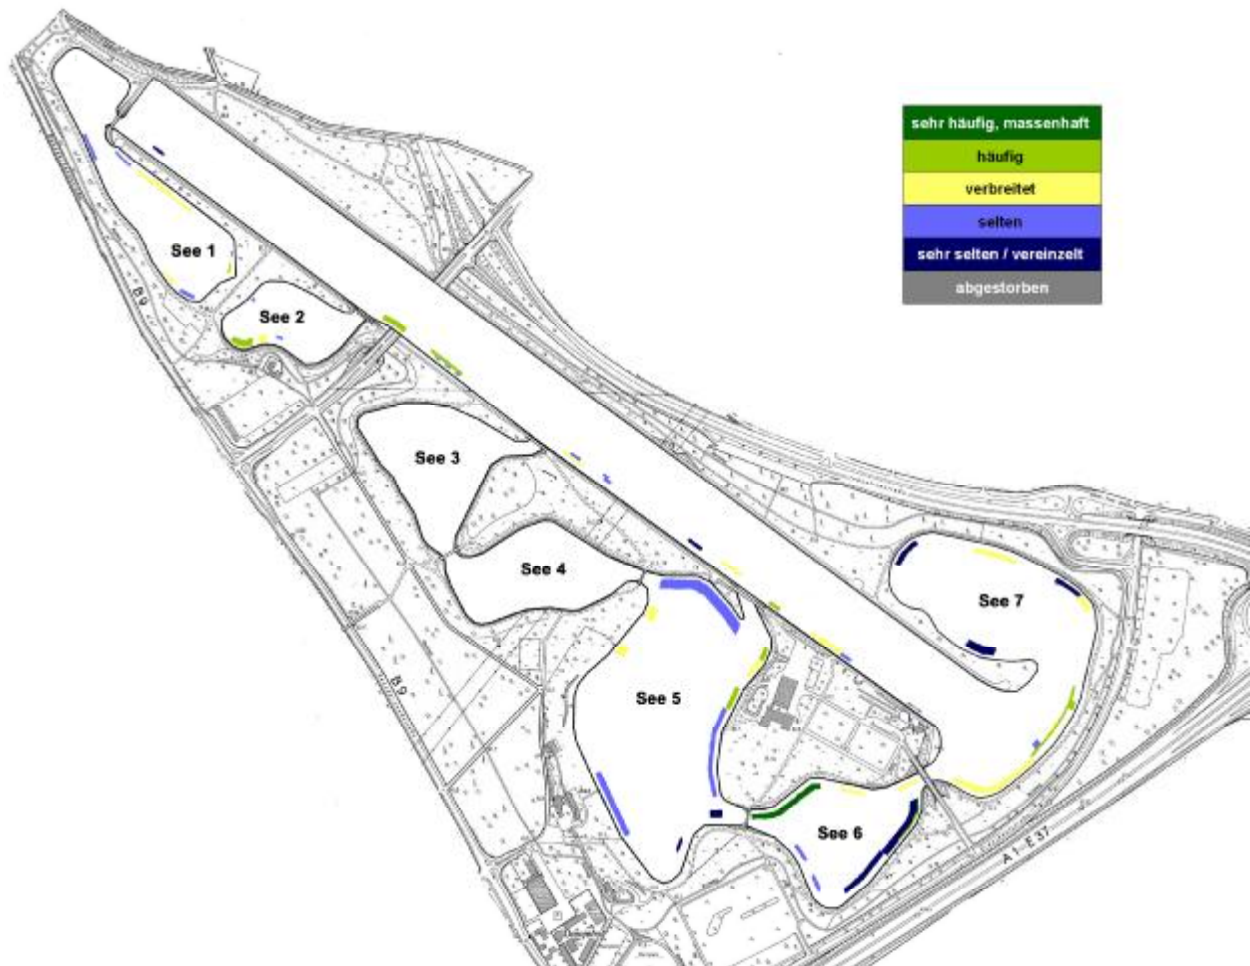 sehr häufig, massenhaft
häufig
verbreitet
selten
sehr selten / vereinzelt
abgestorben
See 1
B 9
See 2
See 3
See 4
See 7
B 9
See 5
See 6
A 1 - E 37